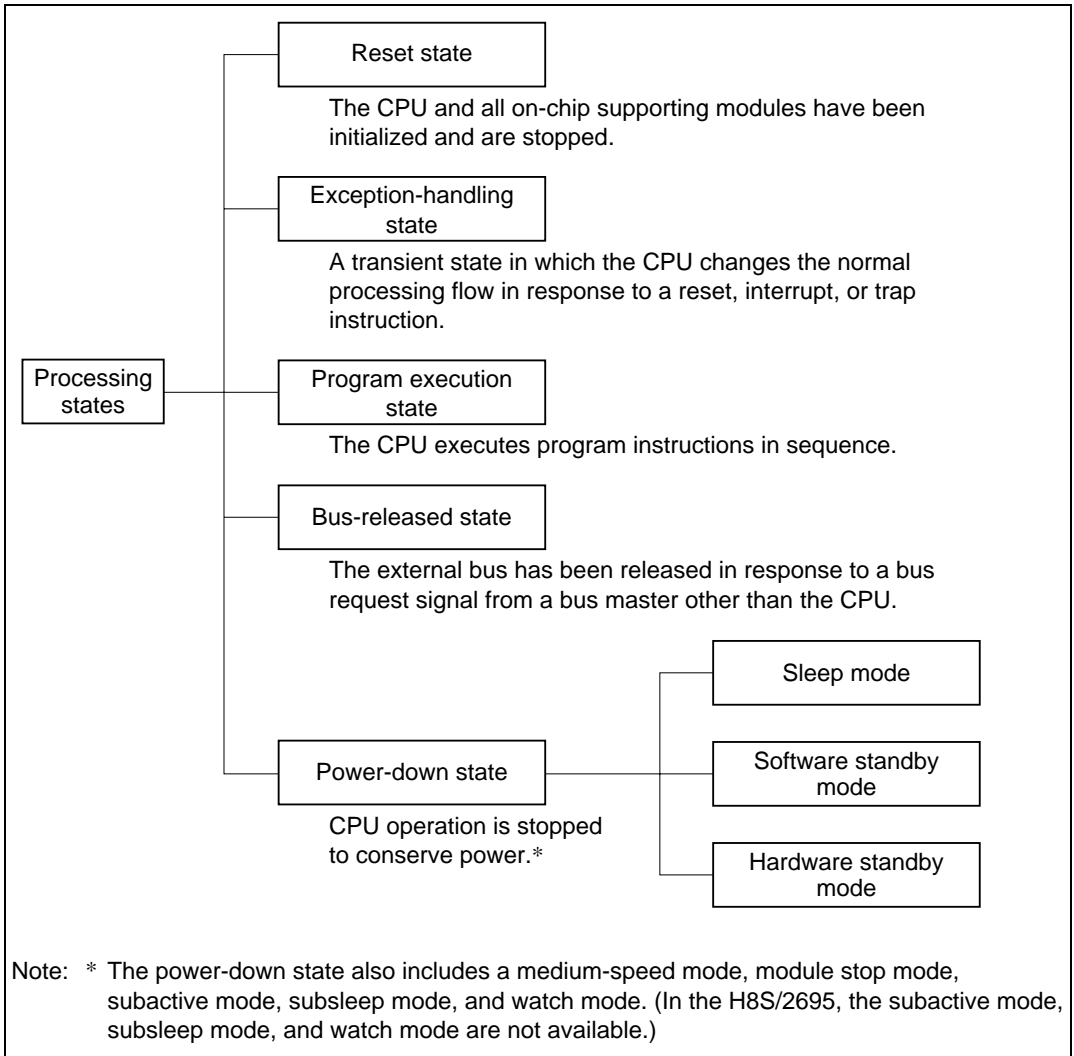 Reset state
The CPU and all on-chip supporting modules have been
initialized and are stopped.
Exception-handling
state
A transient state in which the CPU changes the normal
processing flow in response to a reset, interrupt, or trap
instruction.
Processing
states
Program execution
state
The CPU executes program instructions in sequence.
Bus-released state
The external bus has been released in response to a bus
request signal from a bus master other than the CPU.
Power-down state
CPU operation is stopped
to conserve power.*
Sleep mode
Software standby
mode
Hardware standby
mode
Note: * The power-down state also includes a medium-speed mode, module stop mode,
subactive mode, subsleep mode, and watch mode. (In the H8S/2695, the subactive mode,
subsleep mode, and watch mode are not available.)